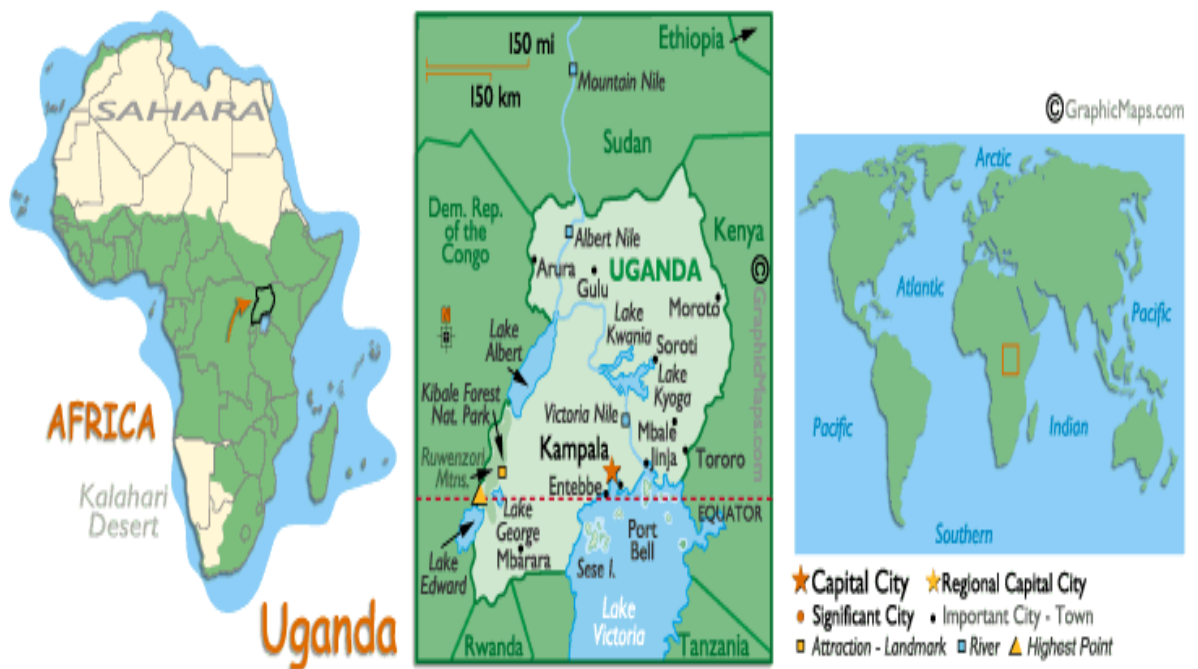 SAHARA
AFRICA
Kalahari
Desert
Uganda
150 mi
150 km
Ethiopia
Mountain Nile
Sudan
Dem. Rep.
of the
Congo
Kenya
Albert Nile
Arura
UGANDA
Gulu
Moroto
© GraphicMaps.com
N
Lake
Kwania
Lake
Albert
Soroti
Lake
Kyoga
Kibale Forest
Nat. Park
Victoria Nile
Mbale
Kampala
Jinja
Tororo
Ruwenzori
Mtns.
Entebbe
EQUATOR
Lake
George
Port
Bell
Lake
Edward
Mbarara
Sese I.
Lake
Victoria
Rwanda
Tanzania
© GraphicMaps.com
Arctic
Atlantic
Pacific
Pacific
Indian
Southern
Capital City
Regional Capital City
Significant City
Important City - Town
Attraction - Landmark
River
Highest Point